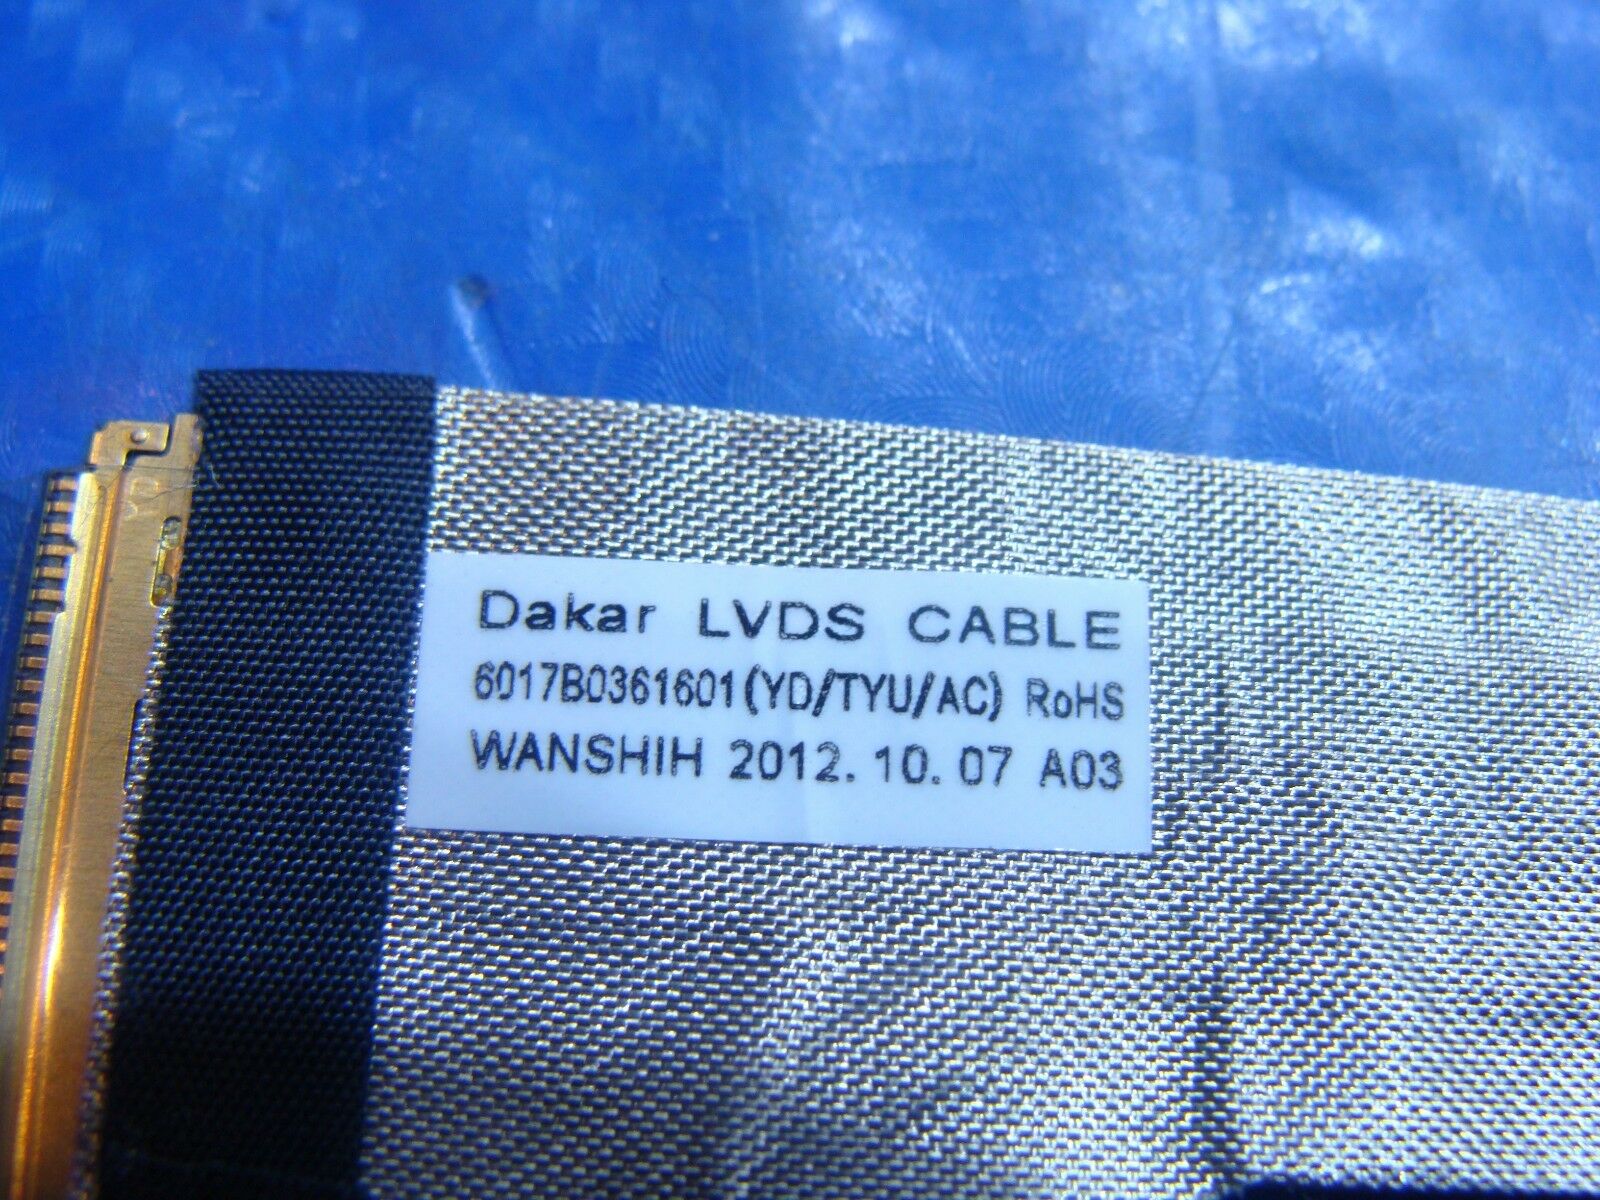 Dakar LVDS CABLE
6017B0361601(YD/TYU/AC) RoHS
WANSHIH 2012.10.07 A03